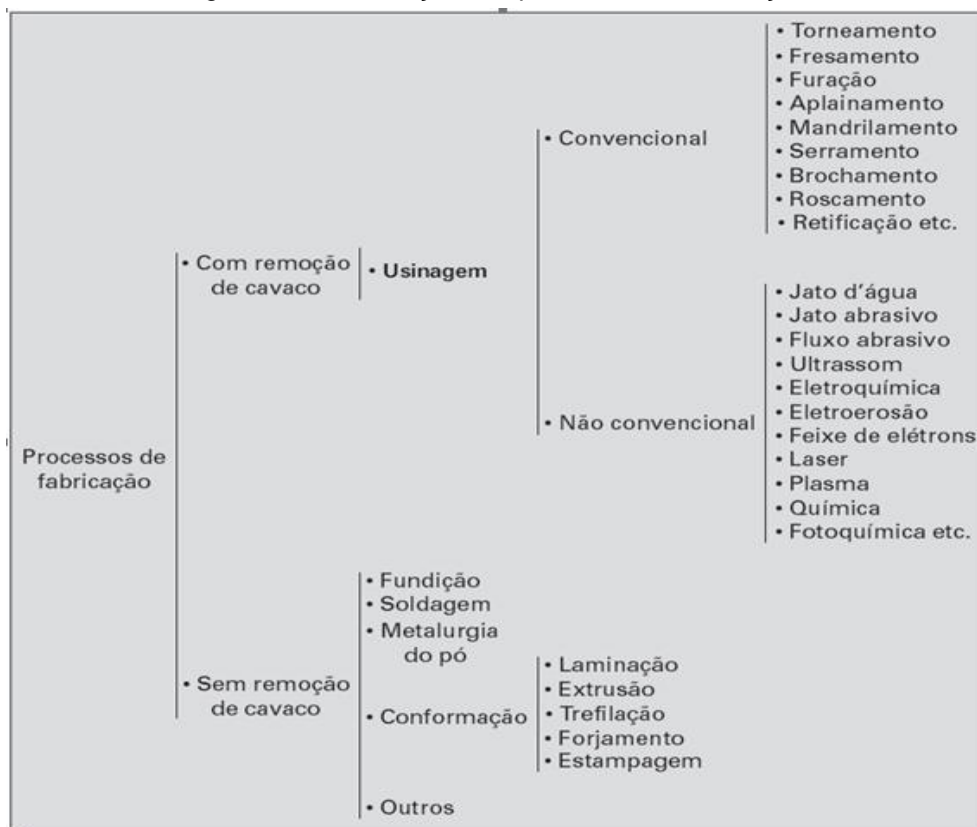 • Torneamento
• Fresamento
• Furação
• Aplainamento
• Mandrilamento
• Serramento
• Brochamento
• Roscamento
• Retificação etc.
• Convencional
• Com remoção
de cavaco
• Usinagem
• Jato d'água
• Jato abrasivo
• Fluxo abrasivo
• Ultrassom
• Eletroquímica
• Eletroerosão
• Feixe de elétrons
• Laser
• Plasma
• Química
• Fotoquímica etc.
• Não convencional
Processos de
fabricação
• Fundição
• Soldagem
• Metalurgia
do pó
• Sem remoção
de cavaco
• Conformação
• Laminação
• Extrusão
• Trefilação
• Forjamento
• Estampagem
• Outros